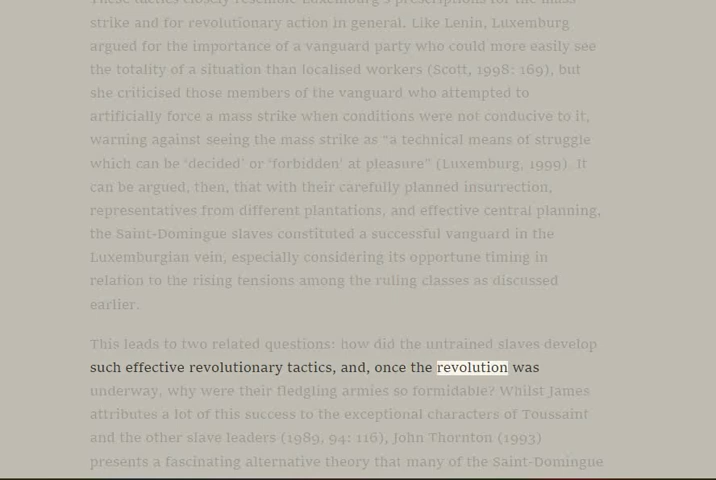 These tactics closely resemble Luxemburg's prescriptions for the mass
strike and for revolutionary action in general. Like Lenin, Luxemburg
argued for the importance of a vanguard party who could more easily see
the totality of a situation than localised workers (Scott, 1998: 169), but
she criticised those members of the vanguard who attempted to
artificially force a mass strike when conditions were not conducive to it,
warning against seeing the mass strike as “a technical means of struggle
which can be ‘decided’ or ‘forbidden’ at pleasure” (Luxemburg, 1999). It
can be argued, then, that with their carefully planned insurrection,
representatives from different plantations, and effective central planning,
the Saint-Domingue slaves constituted a successful vanguard in the
Luxemburgian vein, especially considering its opportune timing in
relation to the rising tensions among the ruling classes as discussed
earlier.
This leads to two related questions: how did the untrained slaves develop
such effective revolutionary tactics, and, once the revolution was
underway, why were their fledgling armies so formidable? Whilst James
attributes a lot of this success to the exceptional characters of Toussaint
and the other slave leaders (1989, 94: 116), John Thornton (1993)
presents a fascinating alternative theory that many of the Saint-Domingue